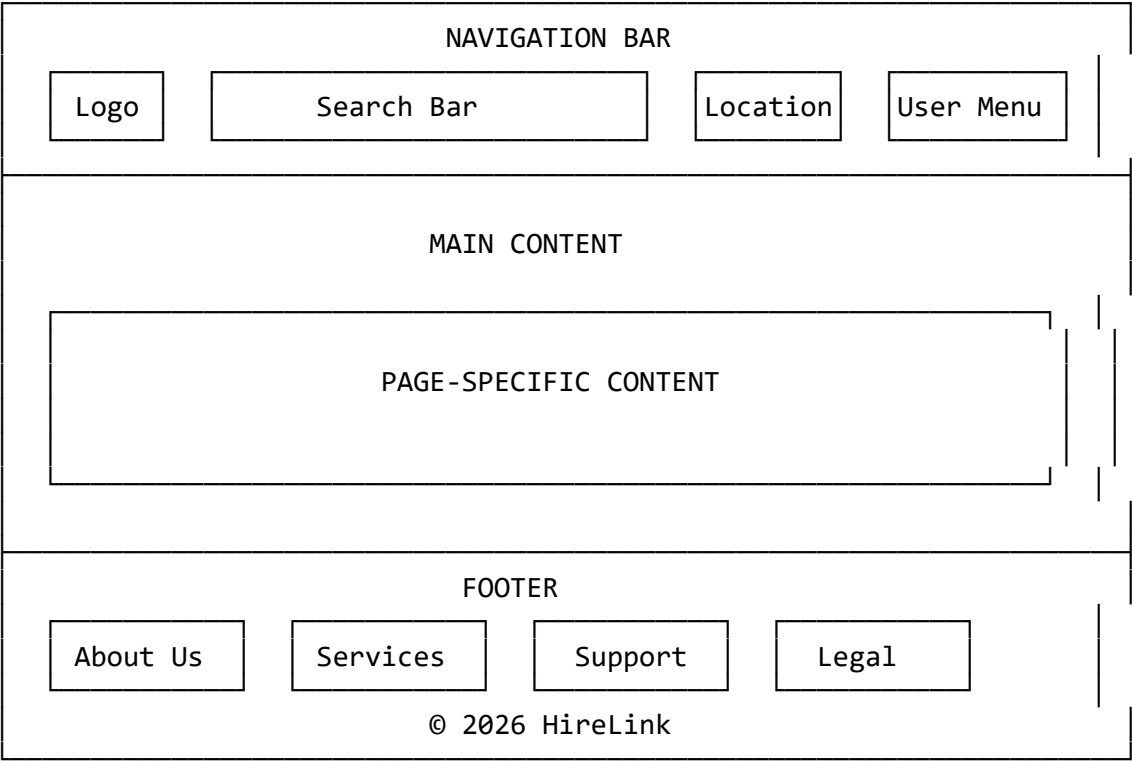 NAVIGATION BAR
Logo Search Bar Location User Menu
MAIN CONTENT
PAGE-SPECIFIC CONTENT
FOOTER
About Us Services Support Legal
© 2026 HireLink